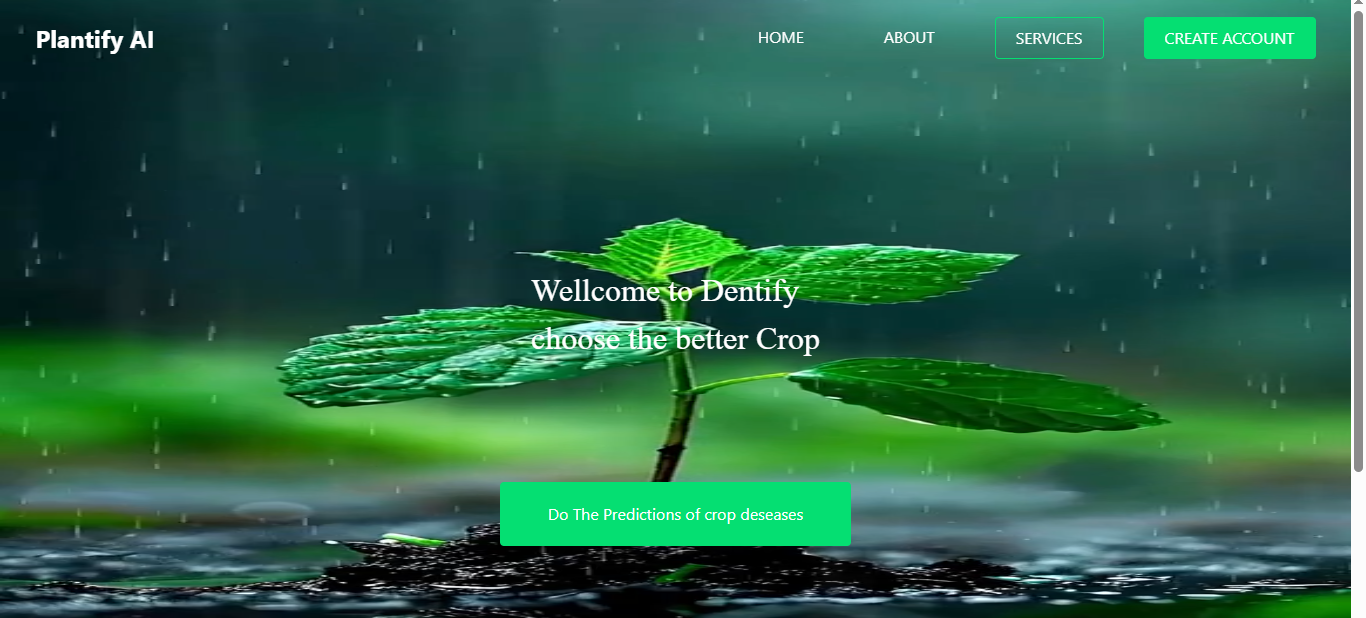 Plantify AI
HOME
ABOUT
SERVICES
CREATE ACCOUNT
Wellcome to Dentify
choose the better Crop
Do The Predictions of crop deseases